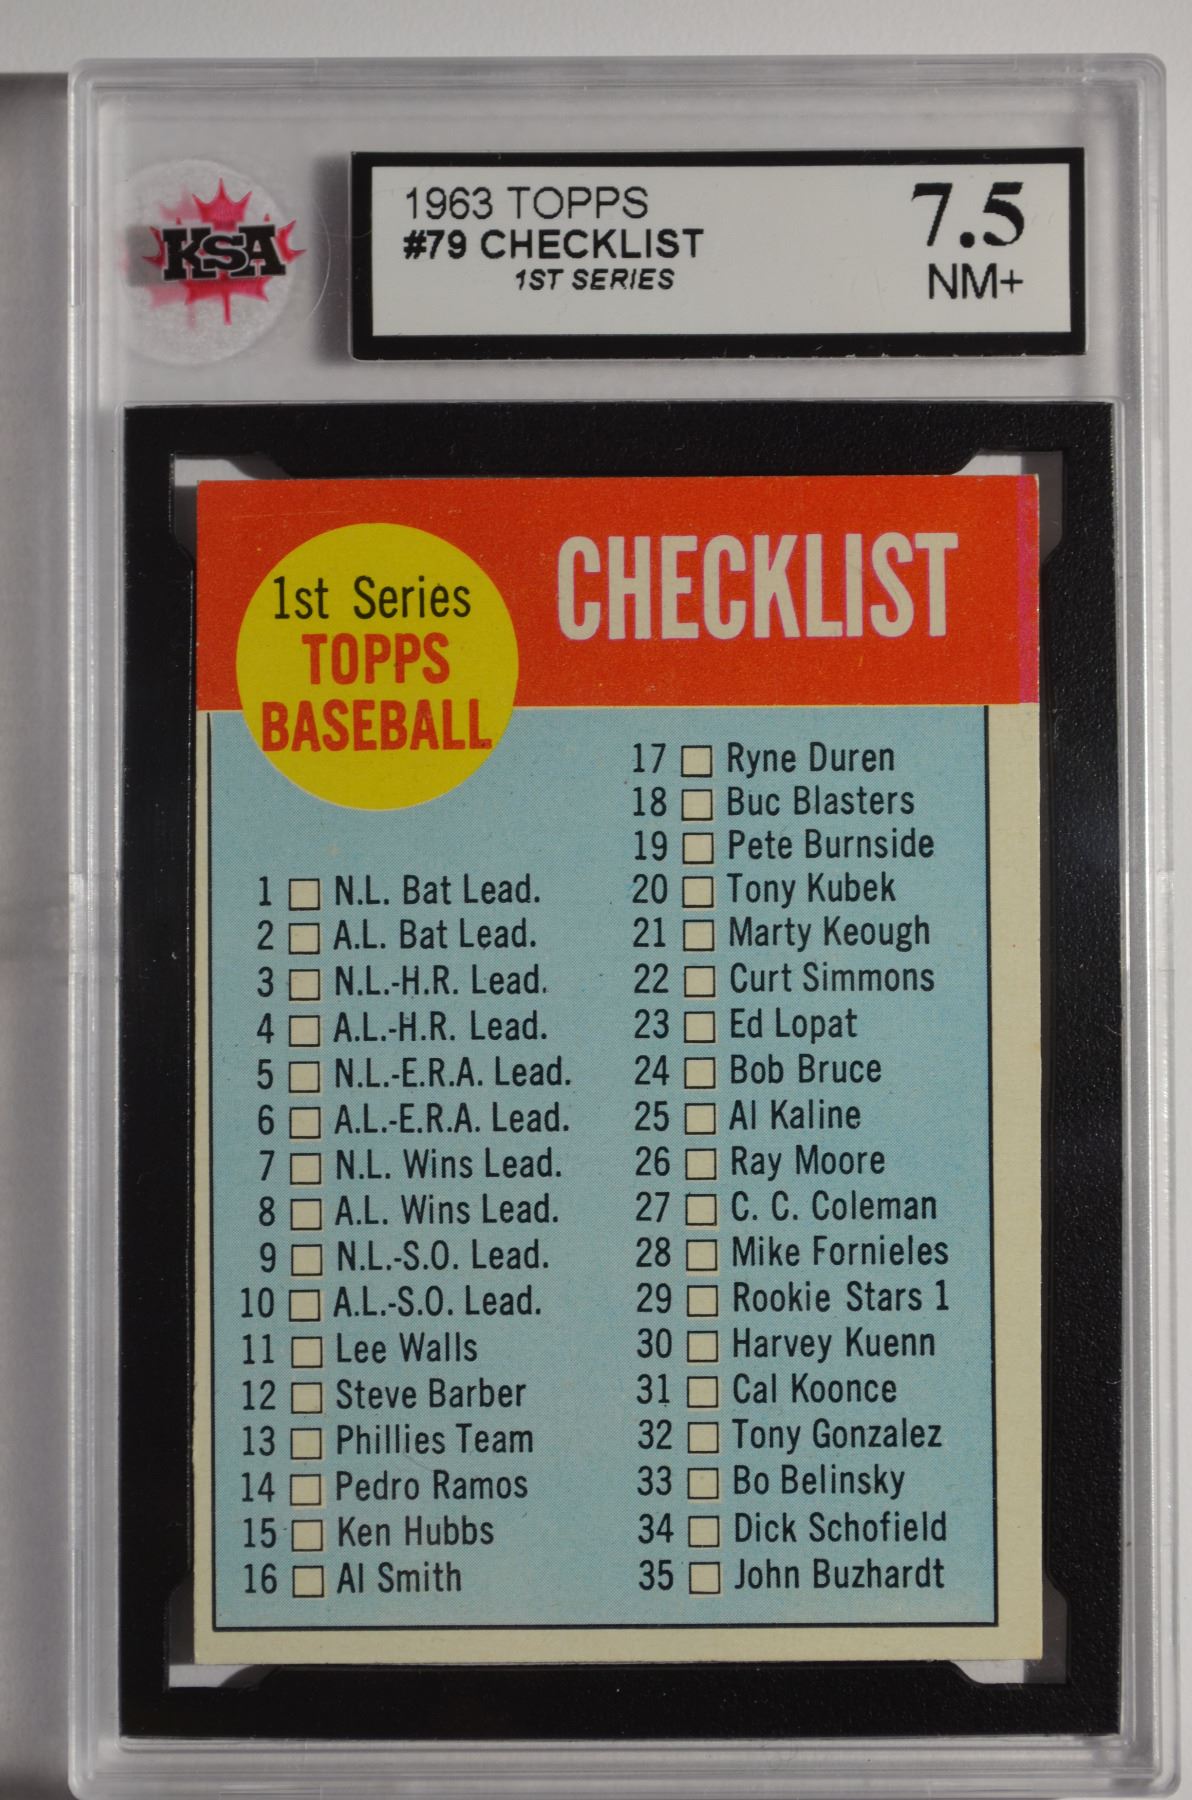 KSA
1963 TOPPS
#79 CHECKLIST
1ST SERIES
7.5
NM+
1st Series
TOPPS
BASEBALL
CHECKLIST
1 N.L. Bat Lead.
2 A.L. Bat Lead.
3 N.L.-H.R. Lead.
4 A.L.-H.R. Lead.
5 N.L.-E.R.A. Lead.
6 A.L.-E.R.A. Lead.
7 N.L. Wins Lead.
8 A.L. Wins Lead.
9 N.L.-S.O. Lead.
10 A.L.-S.O. Lead.
11 Lee Walls
12 Steve Barber
13 Phillies Team
14 Pedro Ramos
15 Ken Hubbs
16 Al Smith
17 Ryne Duren
18 Buc Blasters
19 Pete Burnside
20 Tony Kubek
21 Marty Keough
22 Curt Simmons
23 Ed Lopat
24 Bob Bruce
25 Al Kaline
26 Ray Moore
27 C. C. Coleman
28 Mike Fornieles
29 Rookie Stars 1
30 Harvey Kuenn
31 Cal Koonce
32 Tony Gonzalez
33 Bo Belinsky
34 Dick Schofield
35 John Buzhardt